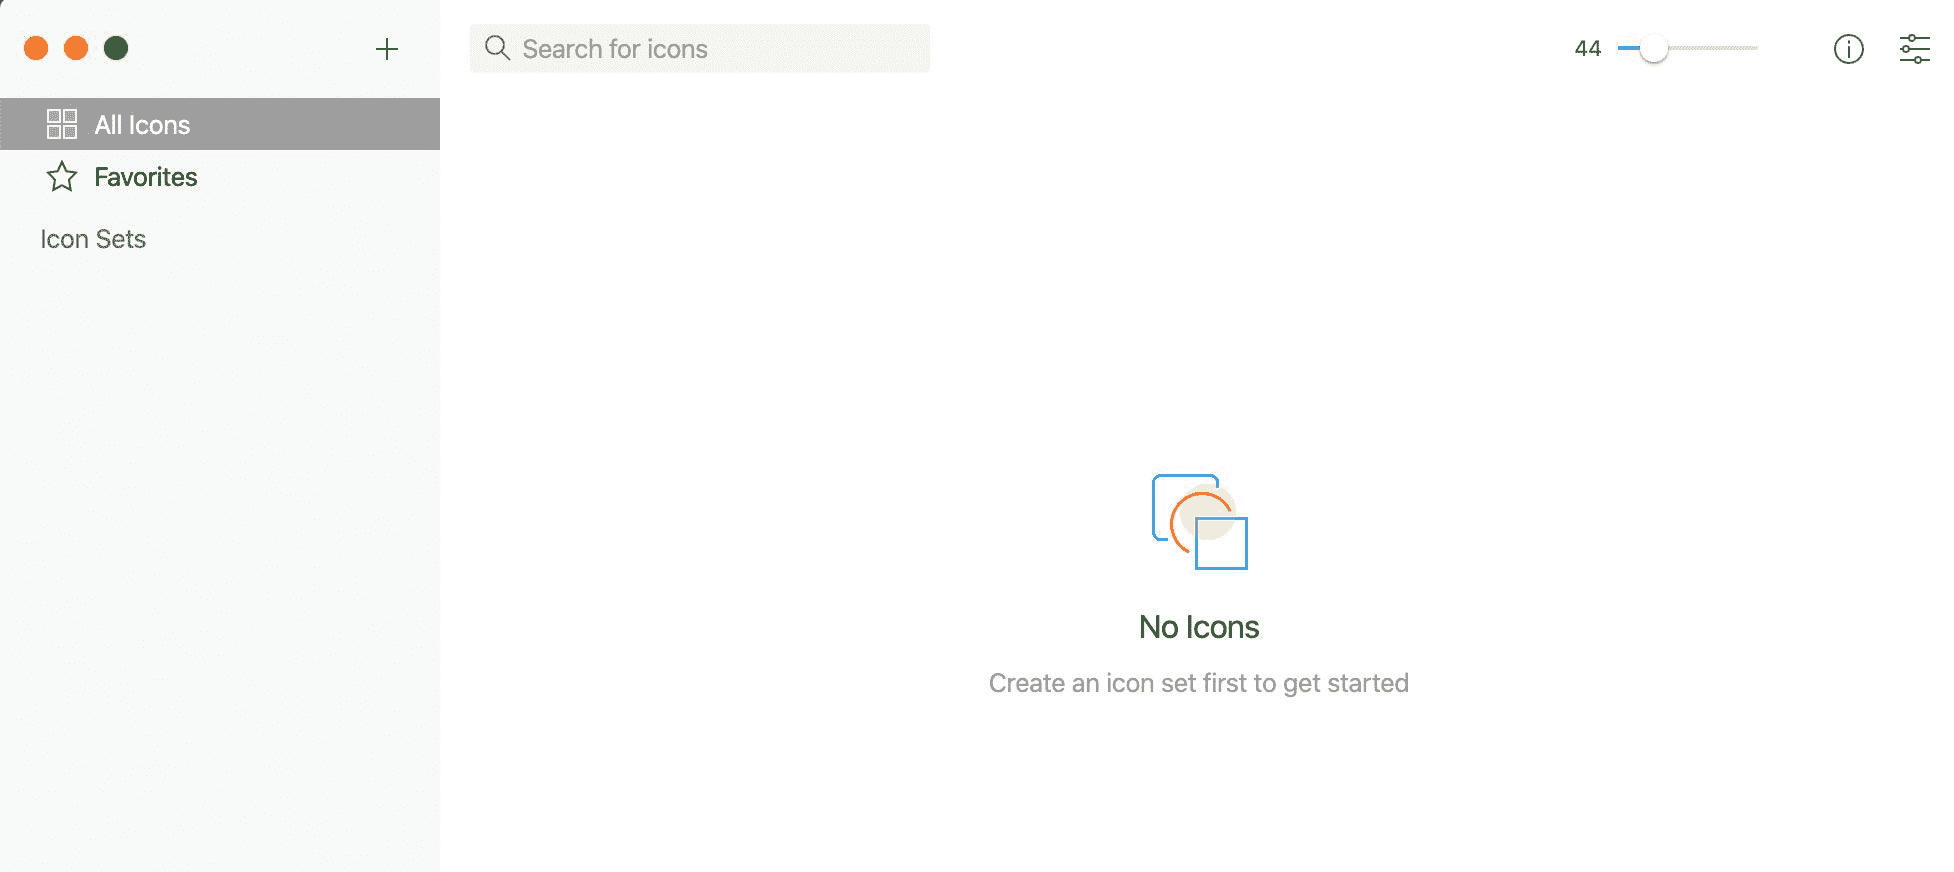 Search for icons
44
All Icons
Favorites
Icon Sets
No Icons
Create an icon set first to get started